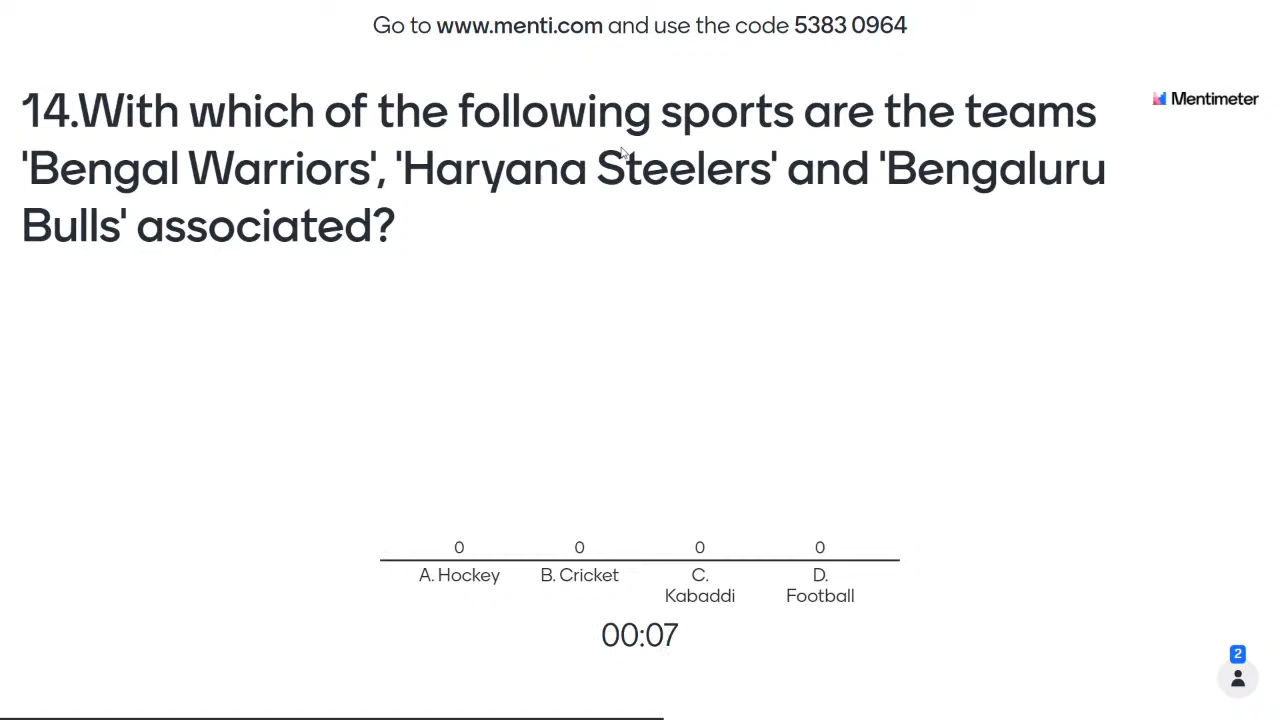 Go to www.menti.com and use the code 5383 0964
14.With which of the following sports are the teams
'Bengal Warriors', 'Haryana Steelers' and 'Bengaluru
Bulls' associated?
Mentimeter
0 0 0 0
A. Hockey B. Cricket C. Kabaddi D. Football
00:07
2